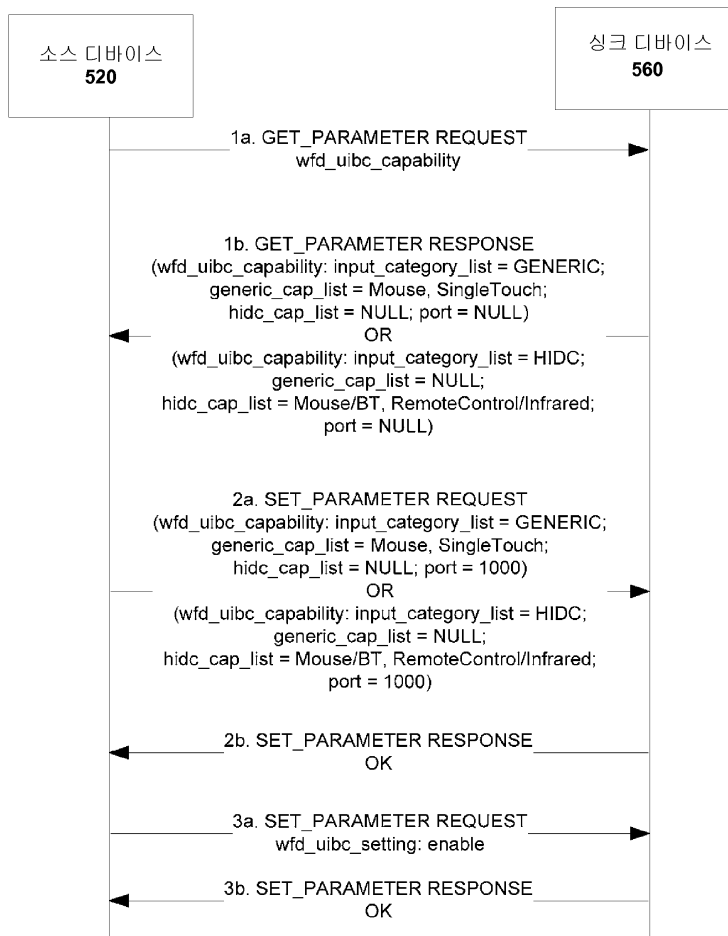 소스 디바이스
520
싱크 디바이스
560
1a. GET_PARAMETER REQUEST
wfd_uibc_capability
1b. GET_PARAMETER RESPONSE
(wfd_uibc_capability: input_category_list = GENERIC;
generic_cap_list = Mouse, SingleTouch;
hidc_cap_list = NULL; port = NULL)
OR
(wfd_uibc_capability: input_category_list = HIDC;
generic_cap_list = NULL;
hidc_cap_list = Mouse/BT, RemoteControl/Infrared;
port = NULL)
2a. SET_PARAMETER REQUEST
(wfd_uibc_capability: input_category_list = GENERIC;
generic_cap_list = Mouse, SingleTouch;
hidc_cap_list = NULL; port = 1000)
OR
(wfd_uibc_capability: input_category_list = HIDC;
generic_cap_list = NULL;
hidc_cap_list = Mouse/BT, RemoteControl/Infrared;
port = 1000)
2b. SET_PARAMETER RESPONSE
OK
3a. SET_PARAMETER REQUEST
wfd_uibc_setting: enable
3b. SET_PARAMETER RESPONSE
OK